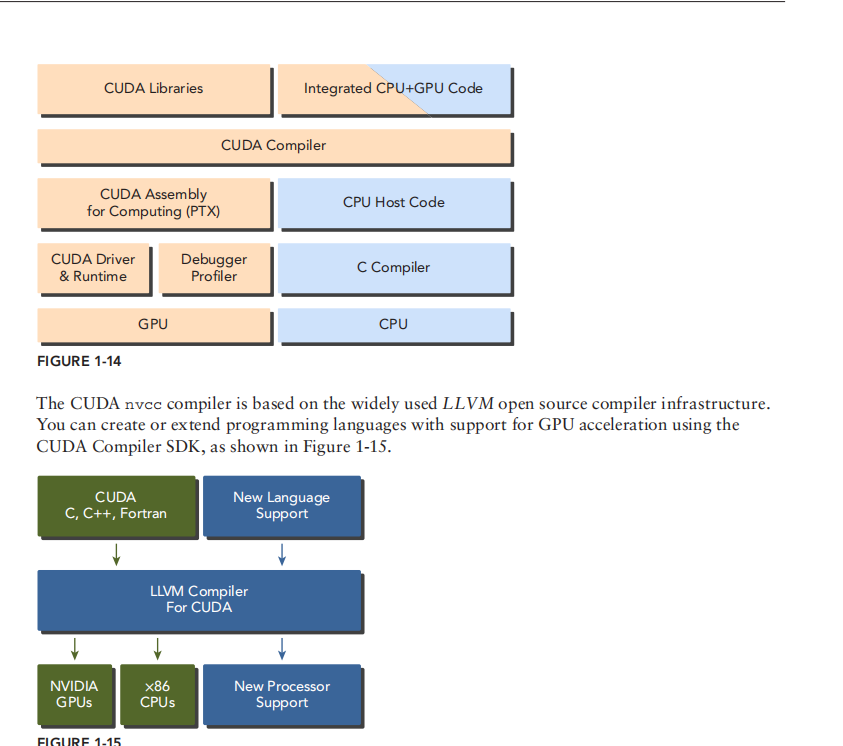 CUDA Libraries
Integrated CPU+GPU Code
CUDA Compiler
CUDA Assembly
for Computing (PTX)
CPU Host Code
CUDA Driver
& Runtime
Debugger
Profiler
C Compiler
GPU
CPU
FIGURE 1-14
The CUDA nvcc compiler is based on the widely used LLVM open source compiler infrastructure.
You can create or extend programming languages with support for GPU acceleration using the
CUDA Compiler SDK, as shown in Figure 1-15.
CUDA
C, C++, Fortran
New Language
Support
LLVM Compiler
For CUDA
NVIDIA
GPUs
×86
CPUs
New Processor
Support
FIGURE 1-15